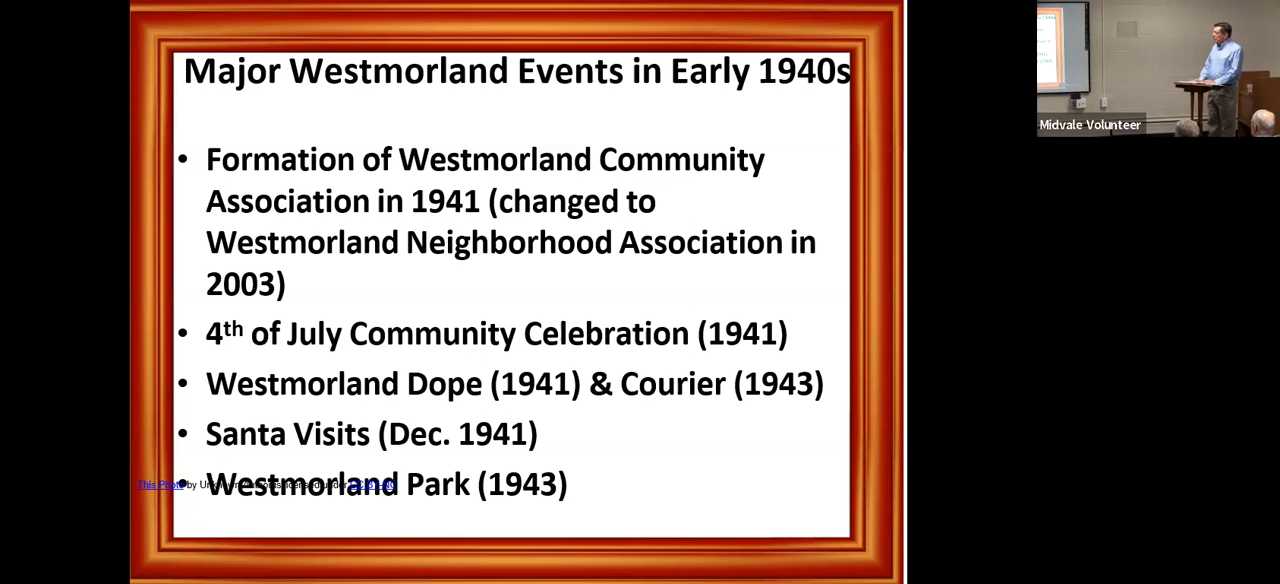 Major Westmorland Events in Early 1940s
• Formation of Westmorland Community
Association in 1941 (changed to
Westmorland Neighborhood Association in
2003)
• 4th of July Community Celebration (1941)
• Westmorland Dope (1941) & Courier (1943)
• Santa Visits (Dec. 1941)
• Westmorland Park (1943)
This Photo by
Midvale Volunteer